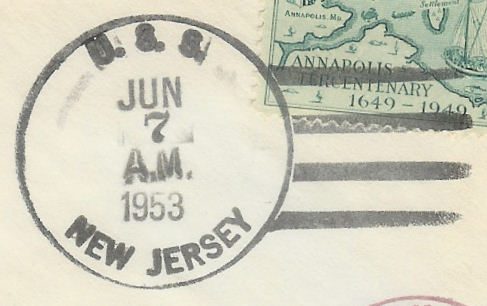 U. S. S.
JUN
7
A.M.
1953
NEW JERSEY
Settlement
ANNAPOLIS, MD.
ANNAPOLIS
TERCENTENARY
1649 - 1949